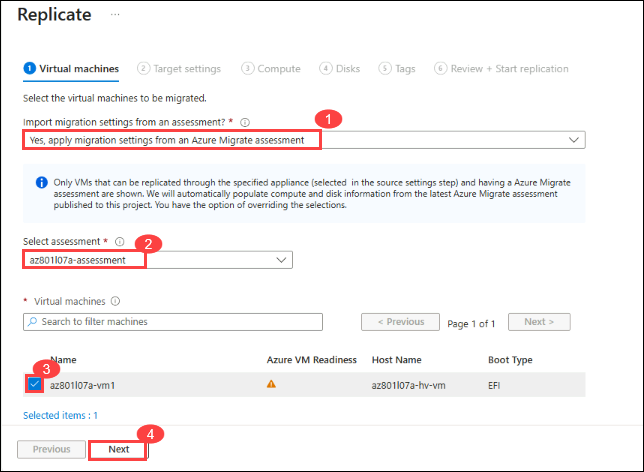 Replicate ...
1 Virtual machines 2 Target settings 3 Compute 4 Disks 5 Tags 6 Review + Start replication
Select the virtual machines to be migrated.
Import migration settings from an assessment? * 1
Yes, apply migration settings from an Azure Migrate assessment
Only VMs that can be replicated through the specified appliance (selected in the source settings step) and having a Azure Migrate
assessment are shown. We will automatically populate compute and disk information from the latest Azure Migrate assessment
published to this project. You have the option of overriding the selections.
Select assessment * 2
az801l07a-assessment
* Virtual machines
Search to filter machines < Previous Page 1 of 1 Next >
3 Name Azure VM Readiness Host Name Boot Type
az801l07a-vm1 az801l07a-hv-vm EFI
Selected items : 1
4
Previous Next